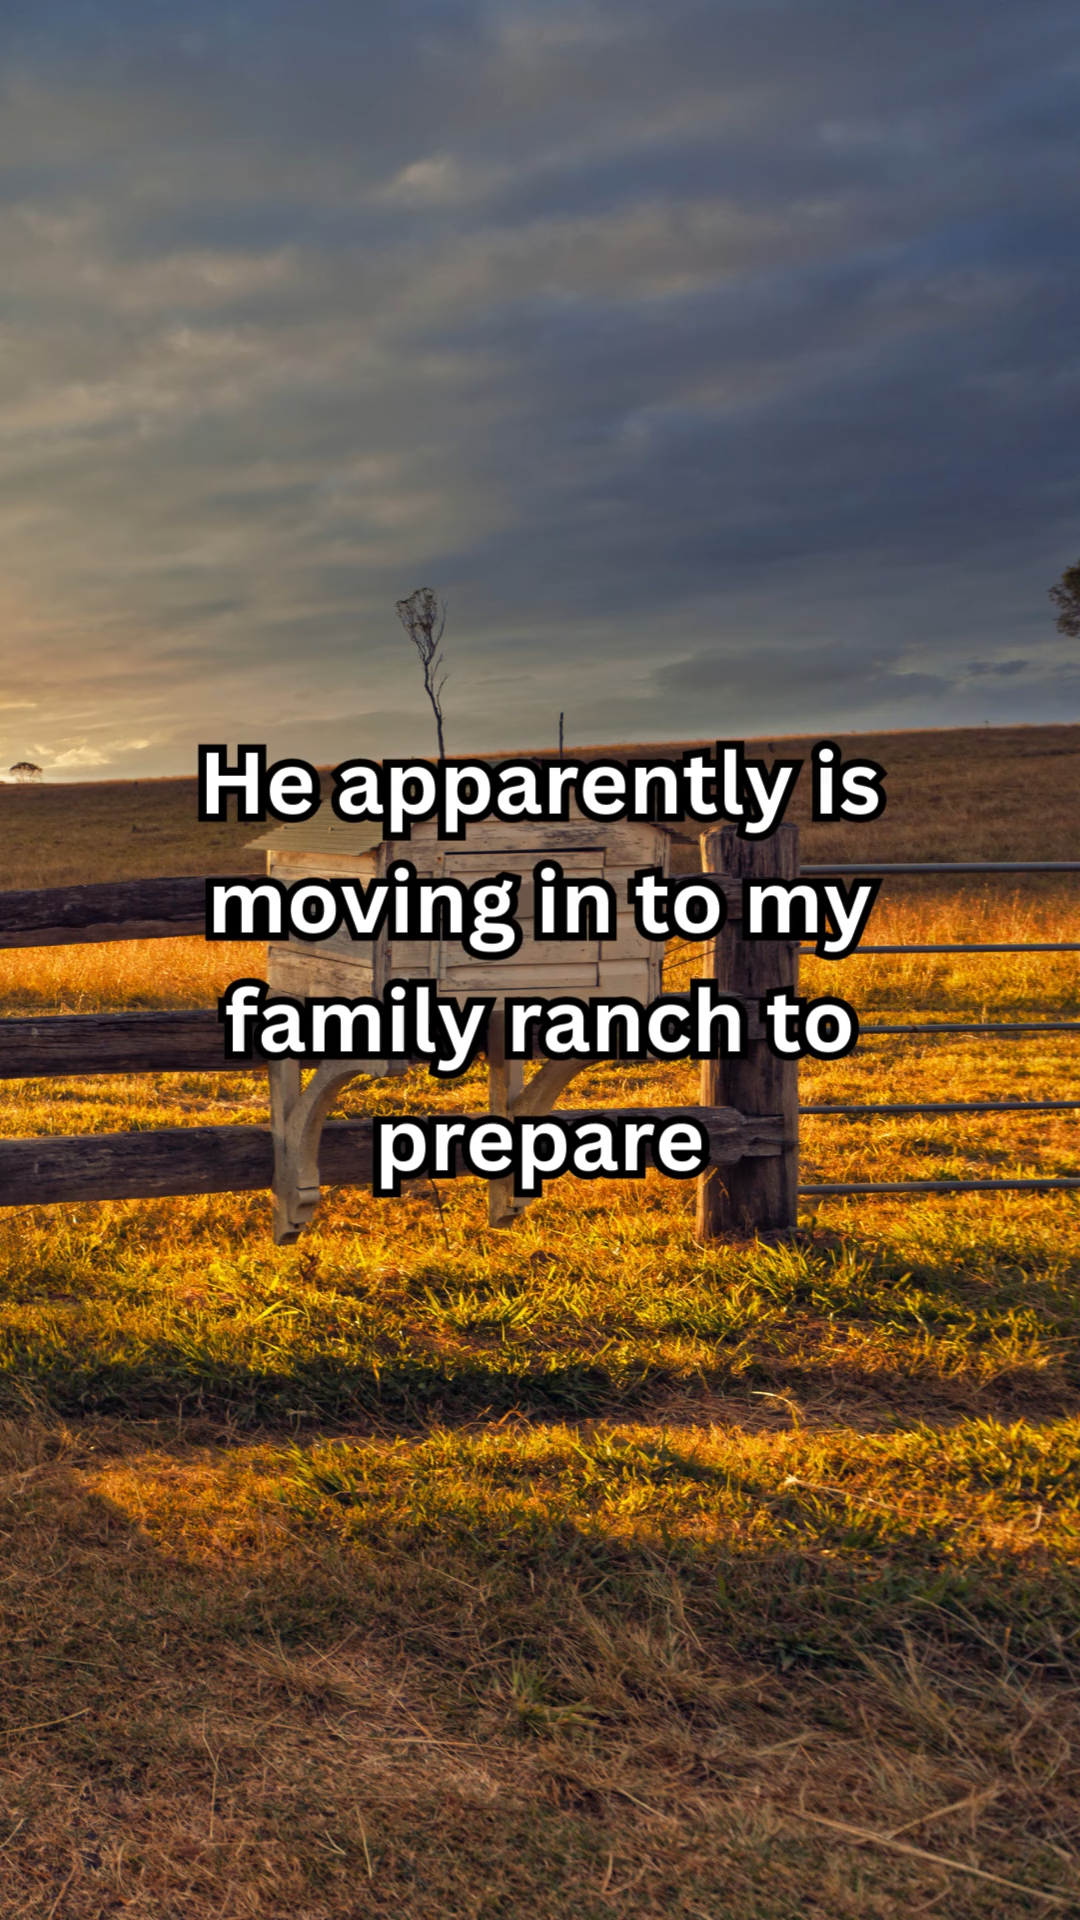 He apparently is
moving in to my
family ranch to
prepare